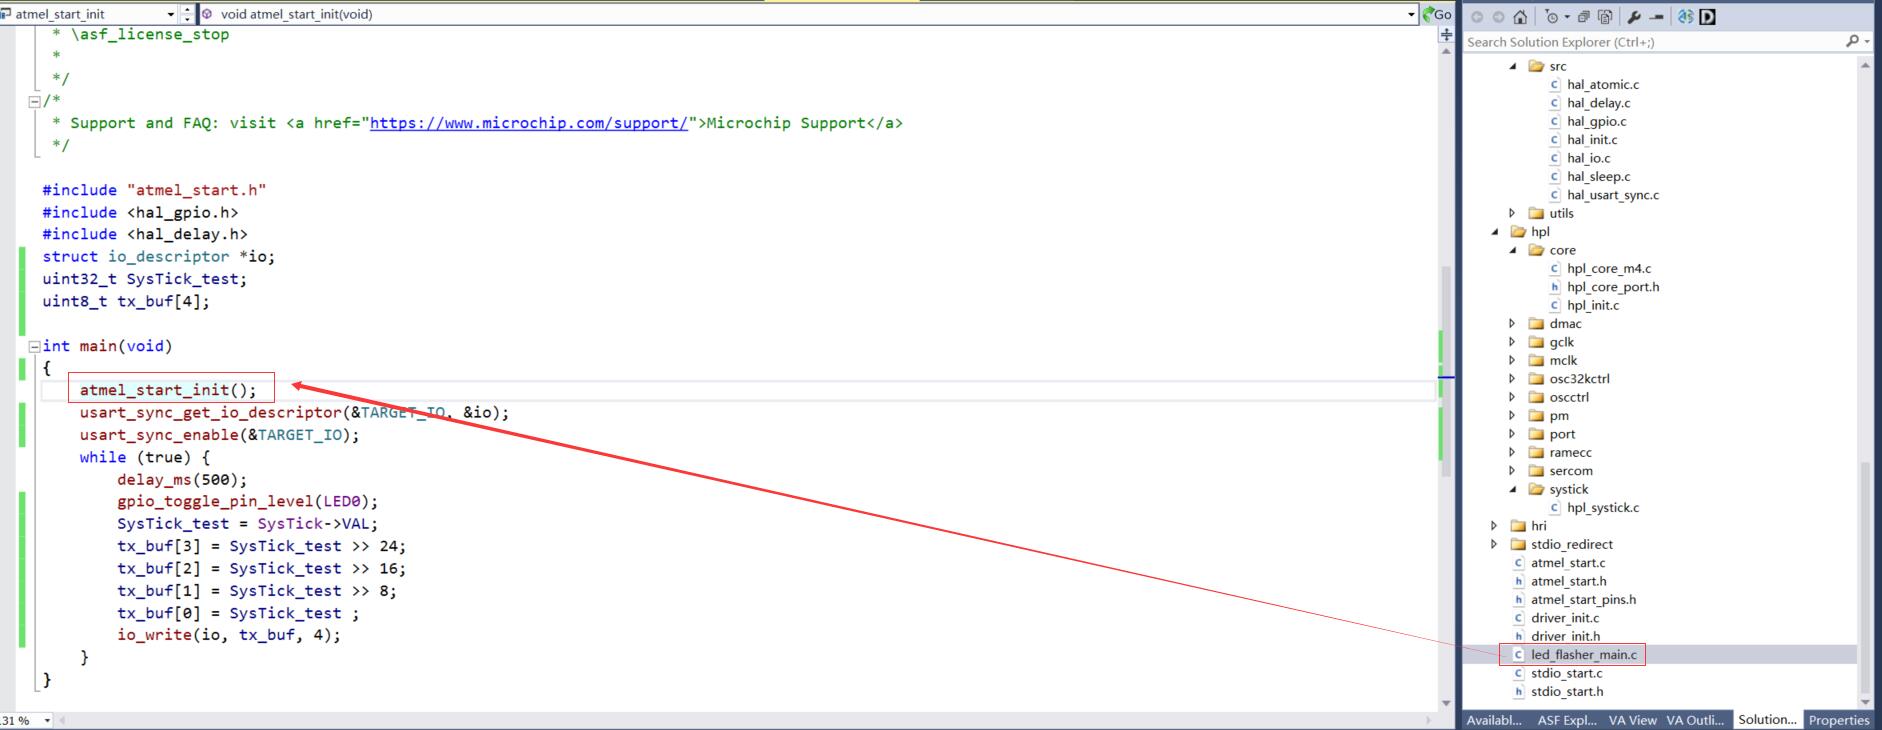 atmel_start_init
void atmel_start_init(void)
Go
* \asf_license_stop
*
*/
/*
* Support and FAQ: visit <a href="https://www.microchip.com/support/">Microchip Support</a>
*/
#include "atmel_start.h"
#include <hal_gpio.h>
#include <hal_delay.h>
struct io_descriptor *io;
uint32_t SysTick_test;
uint8_t tx_buf[4];
int main(void)
{
atmel_start_init();
usart_sync_get_io_descriptor(&TARGET_IO, &io);
usart_sync_enable(&TARGET_IO);
while (true) {
delay_ms(500);
gpio_toggle_pin_level(LED0);
SysTick_test = SysTick->VAL;
tx_buf[3] = SysTick_test >> 24;
tx_buf[2] = SysTick_test >> 16;
tx_buf[1] = SysTick_test >> 8;
tx_buf[0] = SysTick_test ;
io_write(io, tx_buf, 4);
}
}
31 %
Search Solution Explorer (Ctrl+;)
src
hal_atomic.c
hal_delay.c
hal_gpio.c
hal_init.c
hal_io.c
hal_sleep.c
hal_usart_sync.c
utils
hpl
core
hpl_core_m4.c
hpl_core_port.h
hpl_init.c
dmac
gclk
mclk
osc32kctrl
oscctrl
pm
port
ramecc
sercom
systick
hpl_systick.c
hri
stdio_redirect
atmel_start.c
atmel_start.h
atmel_start_pins.h
driver_init.c
driver_init.h
led_flasher_main.c
stdio_start.c
stdio_start.h
Availabl...
ASF Expl...
VA View
VA Outli...
Solution...
Properties